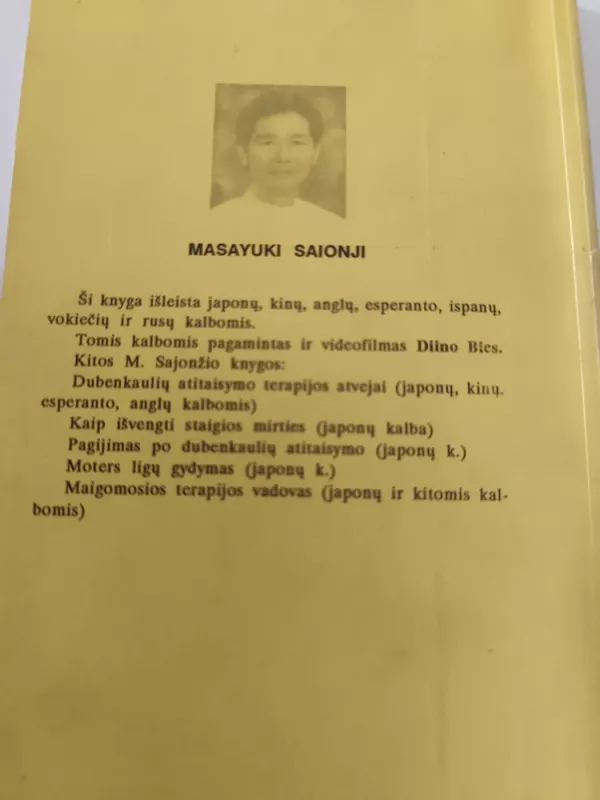 MASAYUKI SAIONJI
Ši knyga išleista japonų, kinų, anglų, esperanto, ispanų,
vokiečių ir rusų kalbomis.
Tomis kalbomis pagamintas ir videofilmas Diino Bics.
Kitos M. Sajonžio knygos:
Dubenkaulių atitaisymo terapijos atvejai (japonų, kinų.
esperanto, anglų kalbomis)
Kaip išvengti staigios mirties (japonų kalba)
Pagijimas po dubenkaulių atitaisymo (japonų k.)
Moters ligų gydymas (japonų k.)
Maigomosios terapijos vadovas (japonų ir kitomis kal-
bomis)